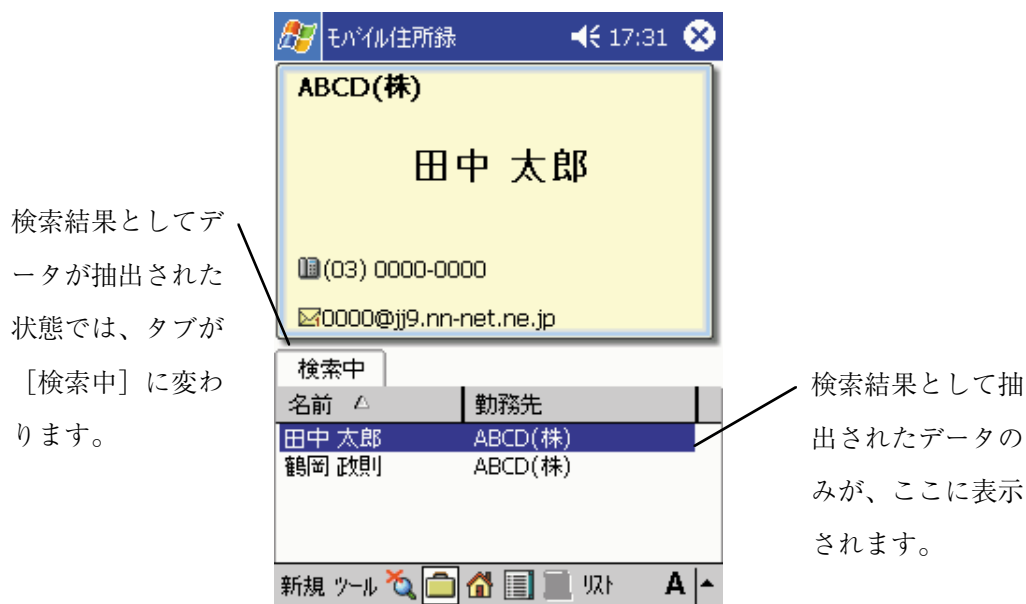 モバイル住所録 17:31
ABCD(株)
田中 太郎
(03) 0000-0000
0000@jj9.nn-net.ne.jp
検索結果としてデ
ータが抽出された
状態では、タブが
［検索中］に変わ
ります。
検索中
名前 勤務先
田中 太郎 ABCD(株)
鶴岡 政則 ABCD(株)
検索結果として抽
出されたデータの
みが、ここに表示
されます。
新規 ツール リスト A